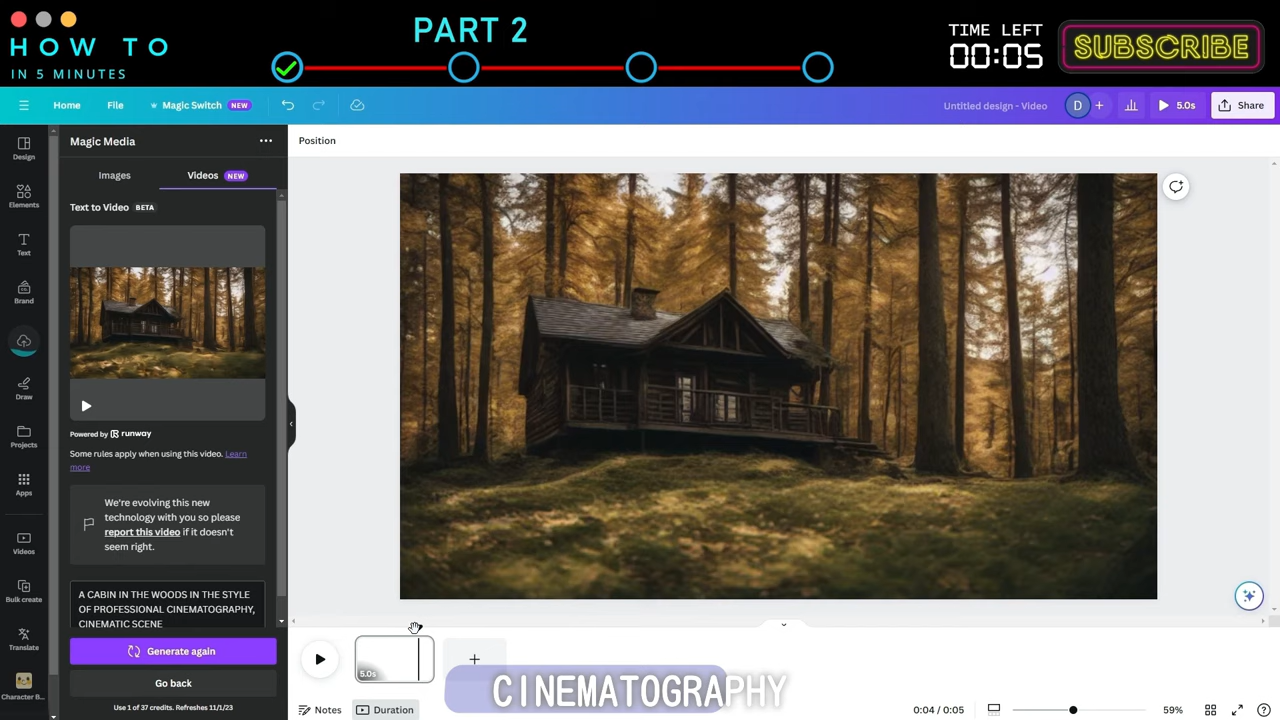 HOW TO
IN 5 MINUTES
PART 2
TIME LEFT
00:05
SUBSCRIBE
Home
File
Magic Switch NEW
Untitled design - Video
D
5.0s
Share
Design
Elements
Text
Brand
Draw
Projects
Apps
Videos
Bulk create
Translate
Character B...
Magic Media
Images
Videos NEW
Text to Video BETA
Powered by runway
Some rules apply when using this video. Learn
more
We're evolving this new
technology with you so please
report this video if it doesn't
seem right.
A CABIN IN THE WOODS IN THE STYLE
OF PROFESSIONAL CINEMATOGRAPHY,
CINEMATIC SCENE
Generate again
Go back
Use 1 of 37 credits. Refreshes 11/1/23
Position
5.0s
CINEMATOGRAPHY
Notes
Duration
0:04 / 0:05
59%